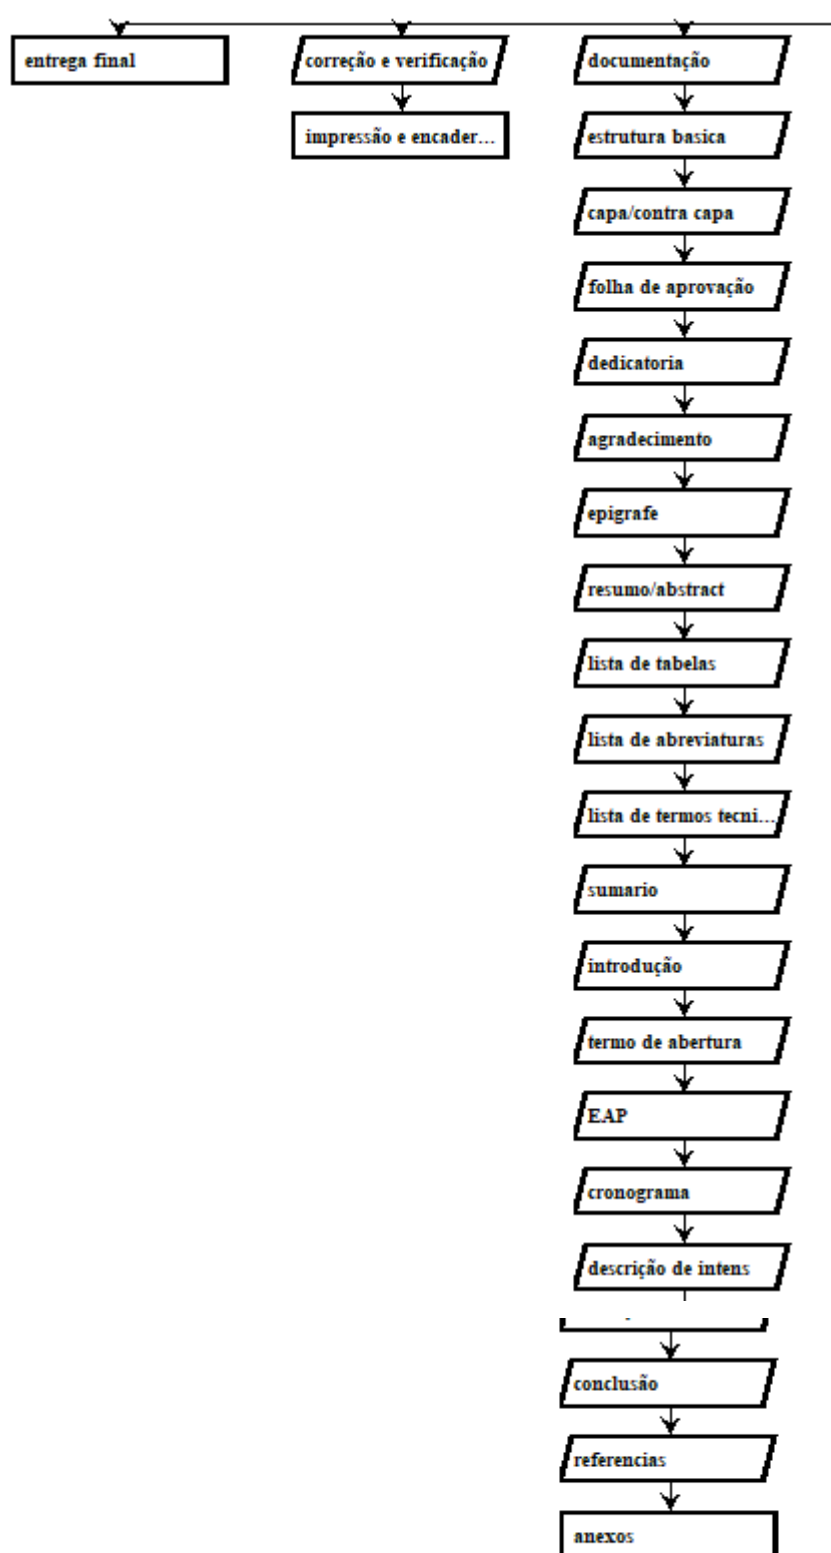 entrega final
correção e verificação
documentação
impressão e encader...
estrutura basica
capa/contra capa
folha de aprovação
dedicatoria
agradecimento
epigrafe
resumo/abstract
lista de tabelas
lista de abreviaturas
lista de termos tecni...
sumario
introdução
termo de abertura
EAP
cronograma
descrição de intens
conclusão
referencias
anexos